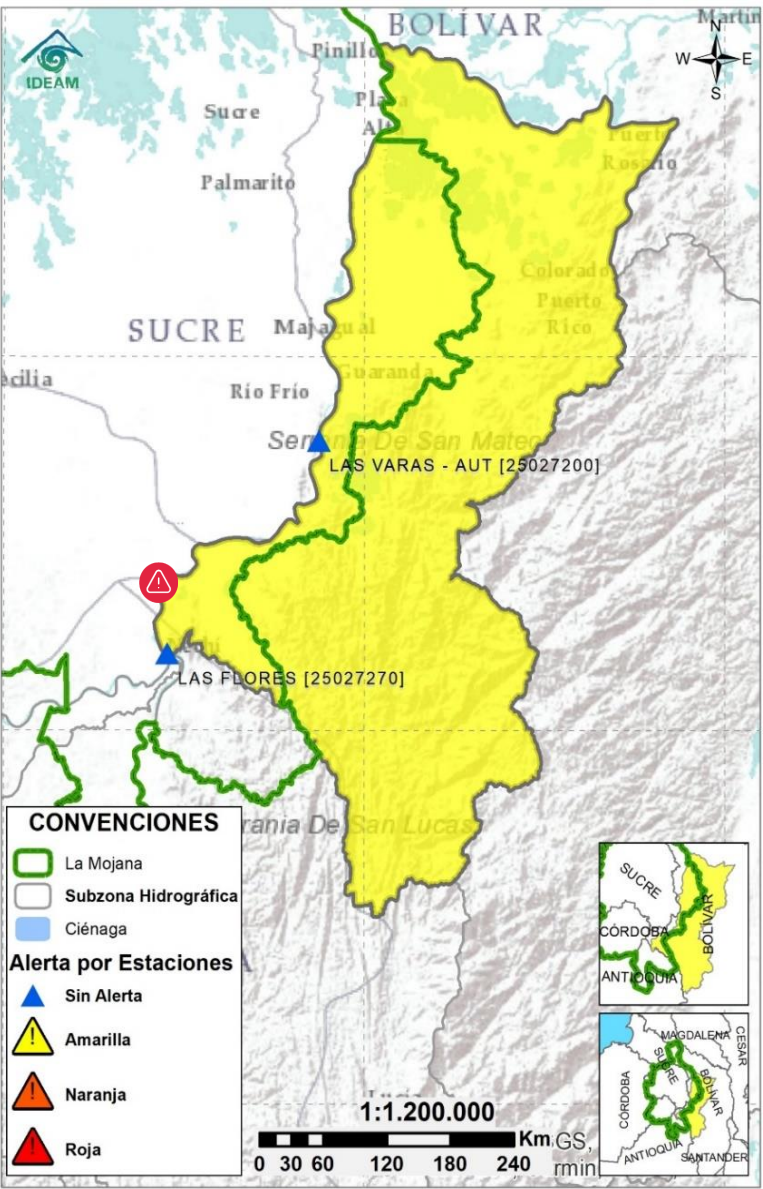 BOLÍVAR
N
W E
S
IDEAM
Pinillo
Sucre
Palmarito
Puerto
Rosario
Colorado
Puerto
Rico
SUCRE
Majagual
Guaranda
Río Frío
Serranía De San Mateo
LAS VARAS - AUT [25027200]
Nechí
LAS FLORES [25027270]
ranía De San Lucas
CONVENCIONES
La Mojana
Subzona Hidrográfica
Ciénaga
Alerta por Estaciones
Sin Alerta
Amarilla
Naranja
Roja
1:1.200.000
Km
0 30 60 120 180 240
GS,
SUCRE
CÓRDOBA
BOLÍVAR
ANTIOQUIA
MAGDALENA
CESAR
SUCRE
CÓRDOBA
BOLÍVAR
ANTIOQUIA
SANTANDER